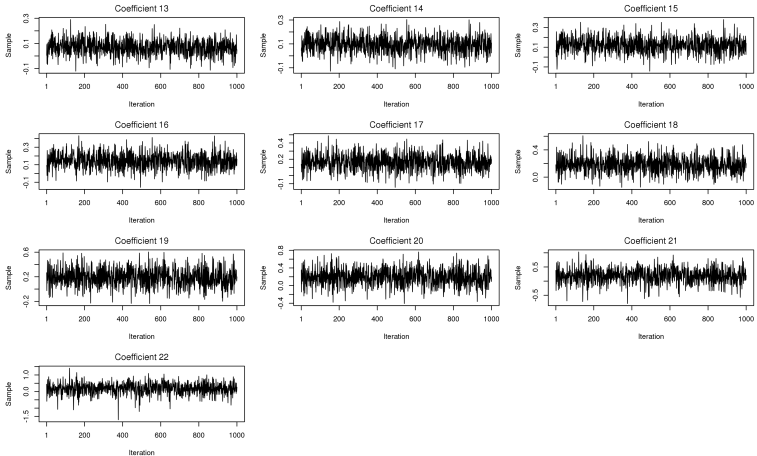 Coefficient 13
Sample
0.3
0.1
-0.1
1 200 400 600 800 1000
Iteration
Coefficient 14
Sample
0.3
0.1
-0.1
1 200 400 600 800 1000
Iteration
Coefficient 15
Sample
0.3
0.1
-0.1
1 200 400 600 800 1000
Iteration
Coefficient 16
Sample
0.3
0.1
-0.1
1 200 400 600 800 1000
Iteration
Coefficient 17
Sample
0.4
0.2
-0.1
1 200 400 600 800 1000
Iteration
Coefficient 18
Sample
0.4
0.0
1 200 400 600 800 1000
Iteration
Coefficient 19
Sample
0.6
0.2
-0.2
1 200 400 600 800 1000
Iteration
Coefficient 20
Sample
0.8
0.4
0.0
-0.4
1 200 400 600 800 1000
Iteration
Coefficient 21
Sample
0.5
-0.5
1 200 400 600 800 1000
Iteration
Coefficient 22
Sample
1.0
0.0
-1.5
1 200 400 600 800 1000
Iteration